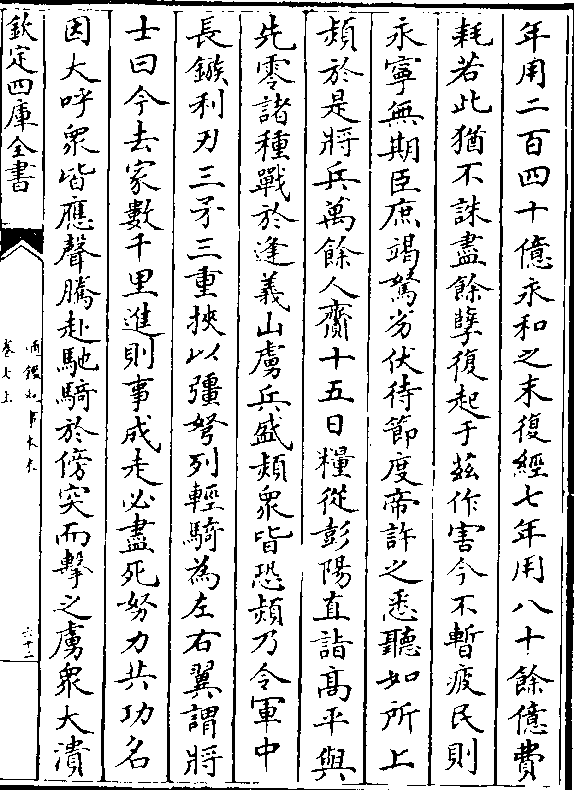 年用二百四十億永和之末復經七年用八十餘億費
耗若此猶不誅盡餘孽復起于茲作害今不暫疲民則
永寧無期臣庶竭駑劣伏待節度帝許之悉聽如所上
熲於是將兵萬餘人齎十五日糧從彭陽直詣髙平與
先零諸種戰於逢義山虜兵盛熲衆皆恐熲乃令軍中
長鏃利刃三矛三重挾以彊弩列輕騎為左右翼謂將
士曰今去家數千里進則事成走必盡死努力共功名
因大呼衆皆應聲騰赴馳騎於傍突而擊之虜衆大潰
欽定四庫全書
通鑑紀事本末
卷七上
六十二